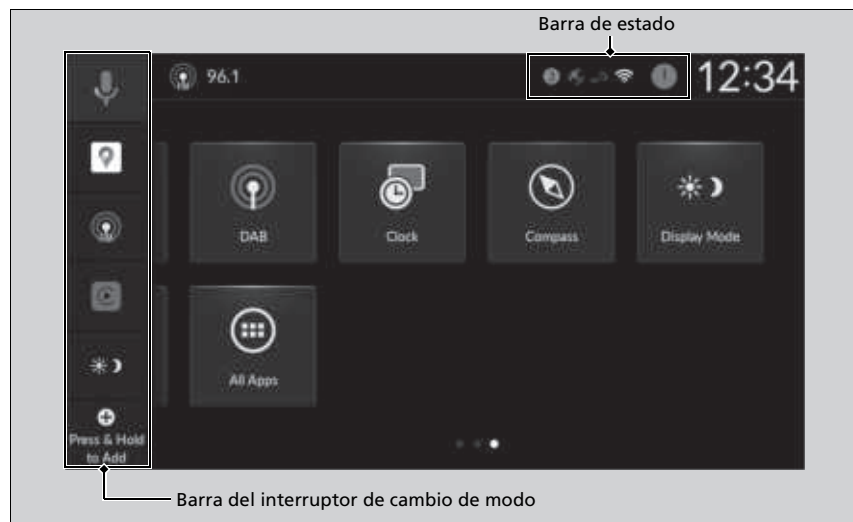 Barra de estado
96.1
12:34
DAB
Clock
Compass
Display Mode
All Apps
Press & Hold
to Add
Barra del interruptor de cambio de modo